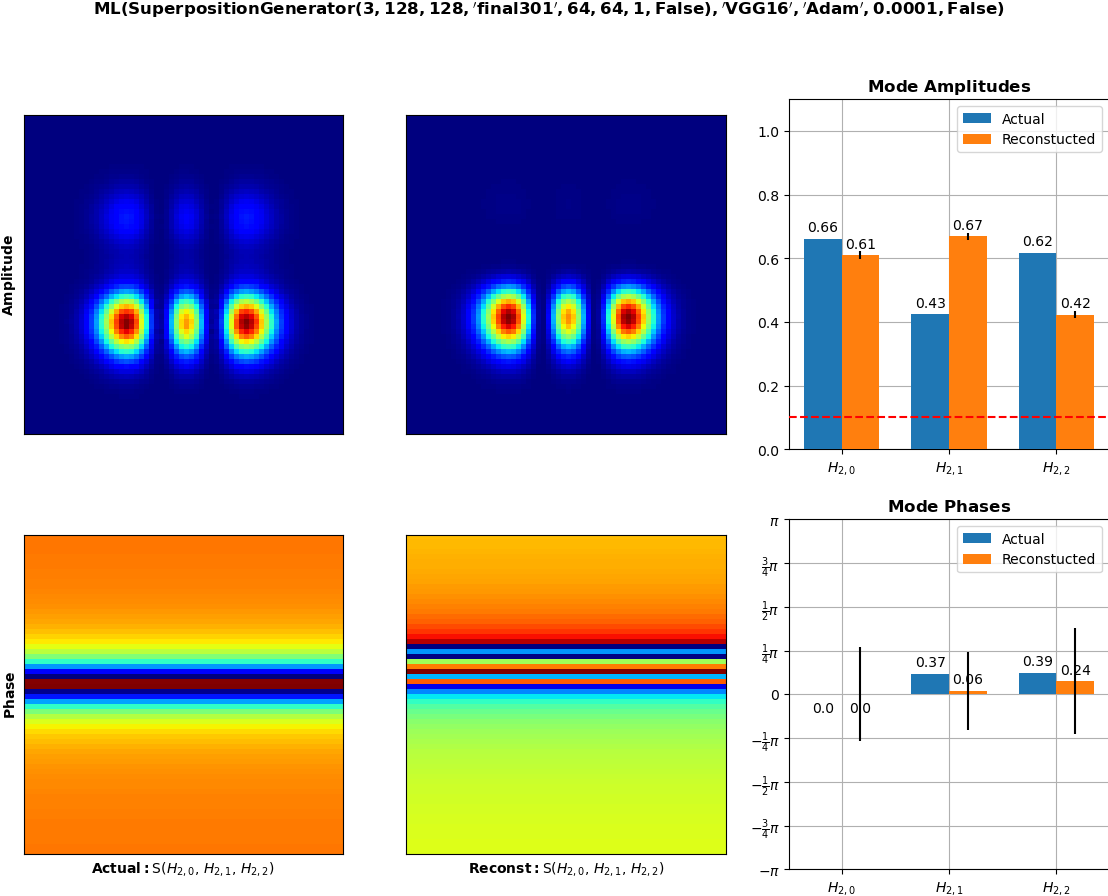 ML(SuperpositionGenerator(3, 128, 128, 'final301', 64, 64, 1, False), 'VGG16', 'Adam', 0.0001, False)
Amplitude
Mode Amplitudes
Actual
Reconstucted
1.0
0.8
0.6
0.4
0.2
0.0
0.66
0.61
0.43
0.67
0.62
0.42
H2,0
H2,1
H2,2
Phase
Actual: S(H2,0, H2,1, H2,2)
Reconst: S(H2,0, H2,1, H2,2)
Mode Phases
Actual
Reconstucted
π
3/4π
1/2π
1/4π
0
−1/4π
−1/2π
−3/4π
−π
0.0
0.0
0.37
0.06
0.39
0.24
H2,0
H2,1
H2,2